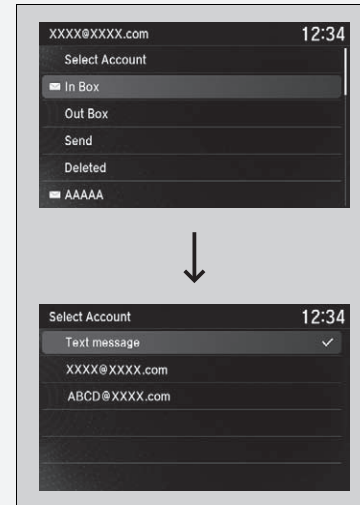 XXXX@XXXX.com 12:34
Select Account
In Box
Out Box
Send
Deleted
AAAAA
Select Account 12:34
Text message
XXXX@XXXX.com
ABCD@XXXX.com